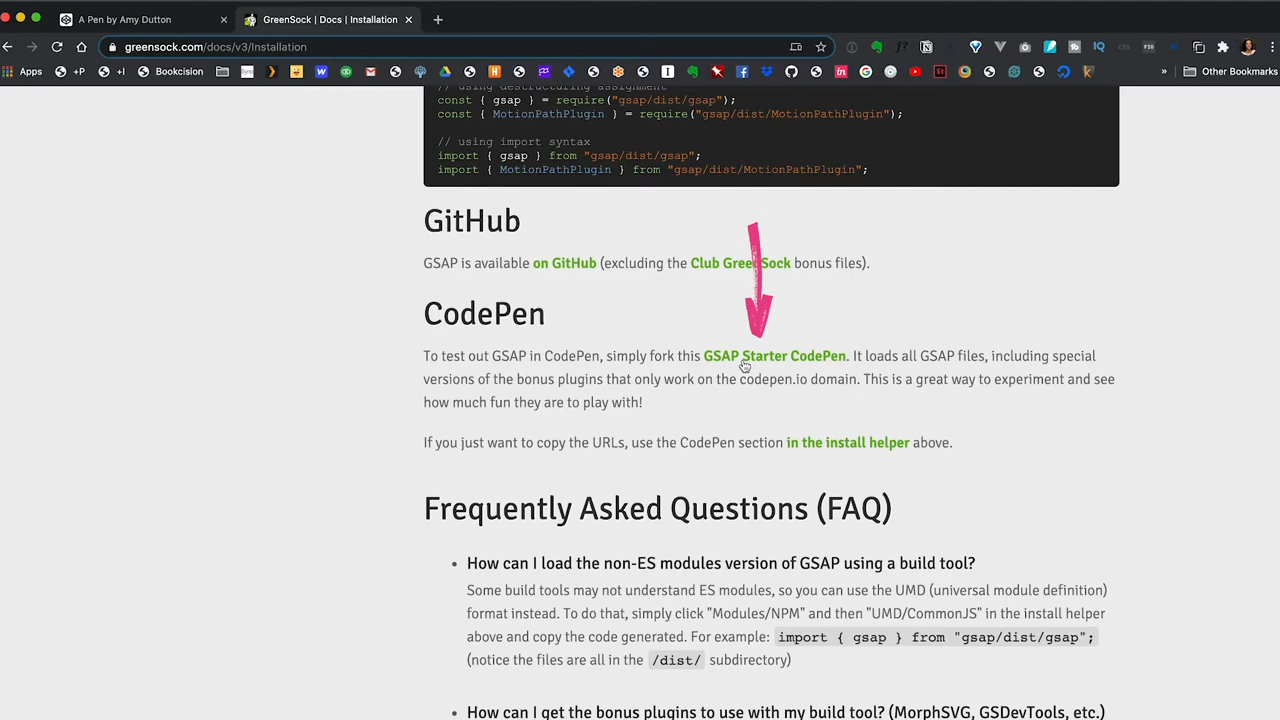 A Pen by Amy Dutton
GreenSock | Docs | Installation
greensock.com/docs/v3/Installation
Apps
+P
+I
Bookcision
Other Bookmarks
// using destructuring assignment
const { gsap } = require("gsap/dist/gsap");
const { MotionPathPlugin } = require("gsap/dist/MotionPathPlugin");
// using import syntax
import { gsap } from "gsap/dist/gsap";
import { MotionPathPlugin } from "gsap/dist/MotionPathPlugin";
GitHub
GSAP is available on GitHub (excluding the Club GreenSock bonus files).
CodePen
To test out GSAP in CodePen, simply fork this GSAP Starter CodePen. It loads all GSAP files, including special
versions of the bonus plugins that only work on the codepen.io domain. This is a great way to experiment and see
how much fun they are to play with!
If you just want to copy the URLs, use the CodePen section in the install helper above.
Frequently Asked Questions (FAQ)
• How can I load the non-ES modules version of GSAP using a build tool?
Some build tools may not understand ES modules, so you can use the UMD (universal module definition)
format instead. To do that, simply click "Modules/NPM" and then "UMD/CommonJS" in the install helper
above and copy the code generated. For example: import { gsap } from "gsap/dist/gsap";
(notice the files are all in the /dist/ subdirectory)
• How can I get the bonus plugins to use with my build tool? (MorphSVG, GSDevTools, etc.)